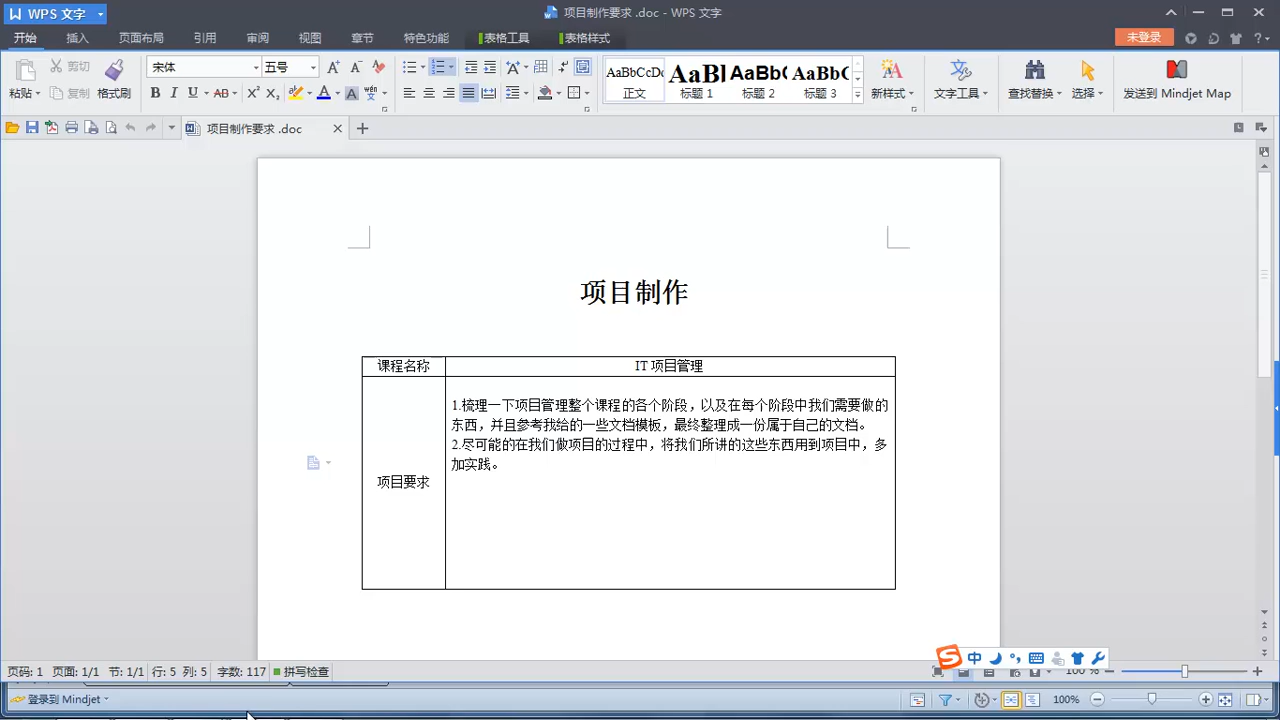 WPS 文字
项目制作要求 .doc - WPS 文字
开始 插入 页面布局 引用 审阅 视图 章节 特色功能 表格工具 表格样式 未登录
剪切
粘贴 复制 格式刷
宋体 五号
AaBbCcDd AaBl AaBb( AaBb(
正文 标题 1 标题 2 标题 3
新样式 文字工具 查找替换 选择 发送到 Mindjet Map
项目制作要求 .doc
项目制作
课程名称 IT 项目管理
项目要求
1.梳理一下项目管理整个课程的各个阶段，以及在每个阶段中我们需要做的
东西，并且参考我给的一些文档模板，最终整理成一份属于自己的文档。
2.尽可能的在我们做项目的过程中，将我们所讲的这些东西用到项目中，多
加实践。
中
页码: 1 页面: 1/1 节: 1/1 行: 5 列: 5 字数: 117 拼写检查 100 %
登录到 Mindjet 100%